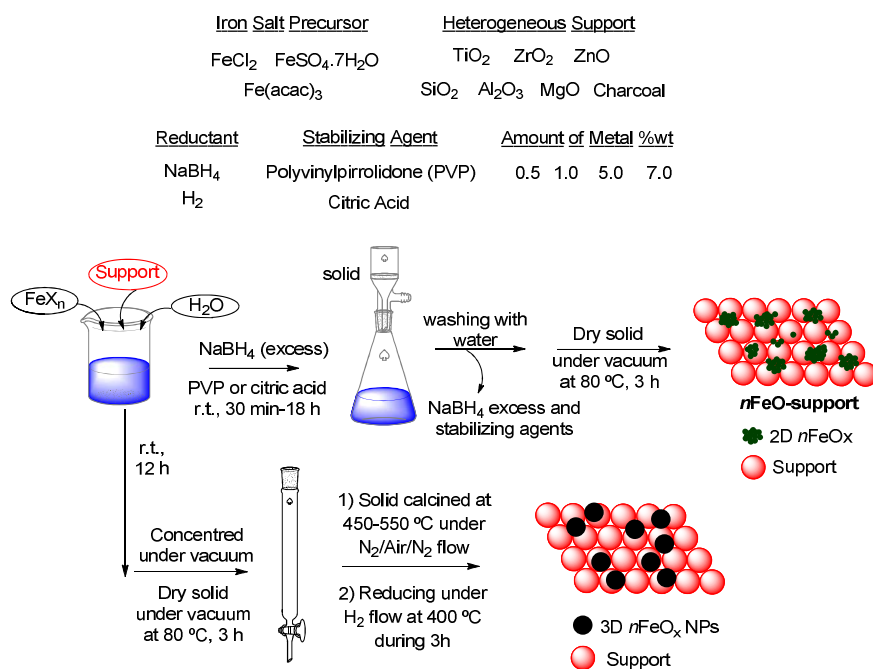 Iron Salt Precursor
Heterogeneous Support
FeCl2 FeSO4.7H2O
TiO2 ZrO2 ZnO
Fe(acac)3
SiO2 Al2O3 MgO Charcoal
Reductant
Stabilizing Agent
Amount of Metal %wt
NaBH4
Polyvinylpirrolidone (PVP)
0.5 1.0 5.0 7.0
H2
Citric Acid
Support
FeXn
H2O
NaBH4 (excess)
PVP or citric acid
r.t., 30 min-18 h
solid
washing with
water
NaBH4 excess and
stabilizing agents
Dry solid
under vacuum
at 80 ºC, 3 h
nFeO-support
2D nFeOx
Support
r.t.,
12 h
Concentred
under vacuum
Dry solid
under vacuum
at 80 ºC, 3 h
1) Solid calcined at
450-550 ºC under
N2/Air/N2 flow
2) Reducing under
H2 flow at 400 ºC
during 3h
3D nFeOx NPs
Support